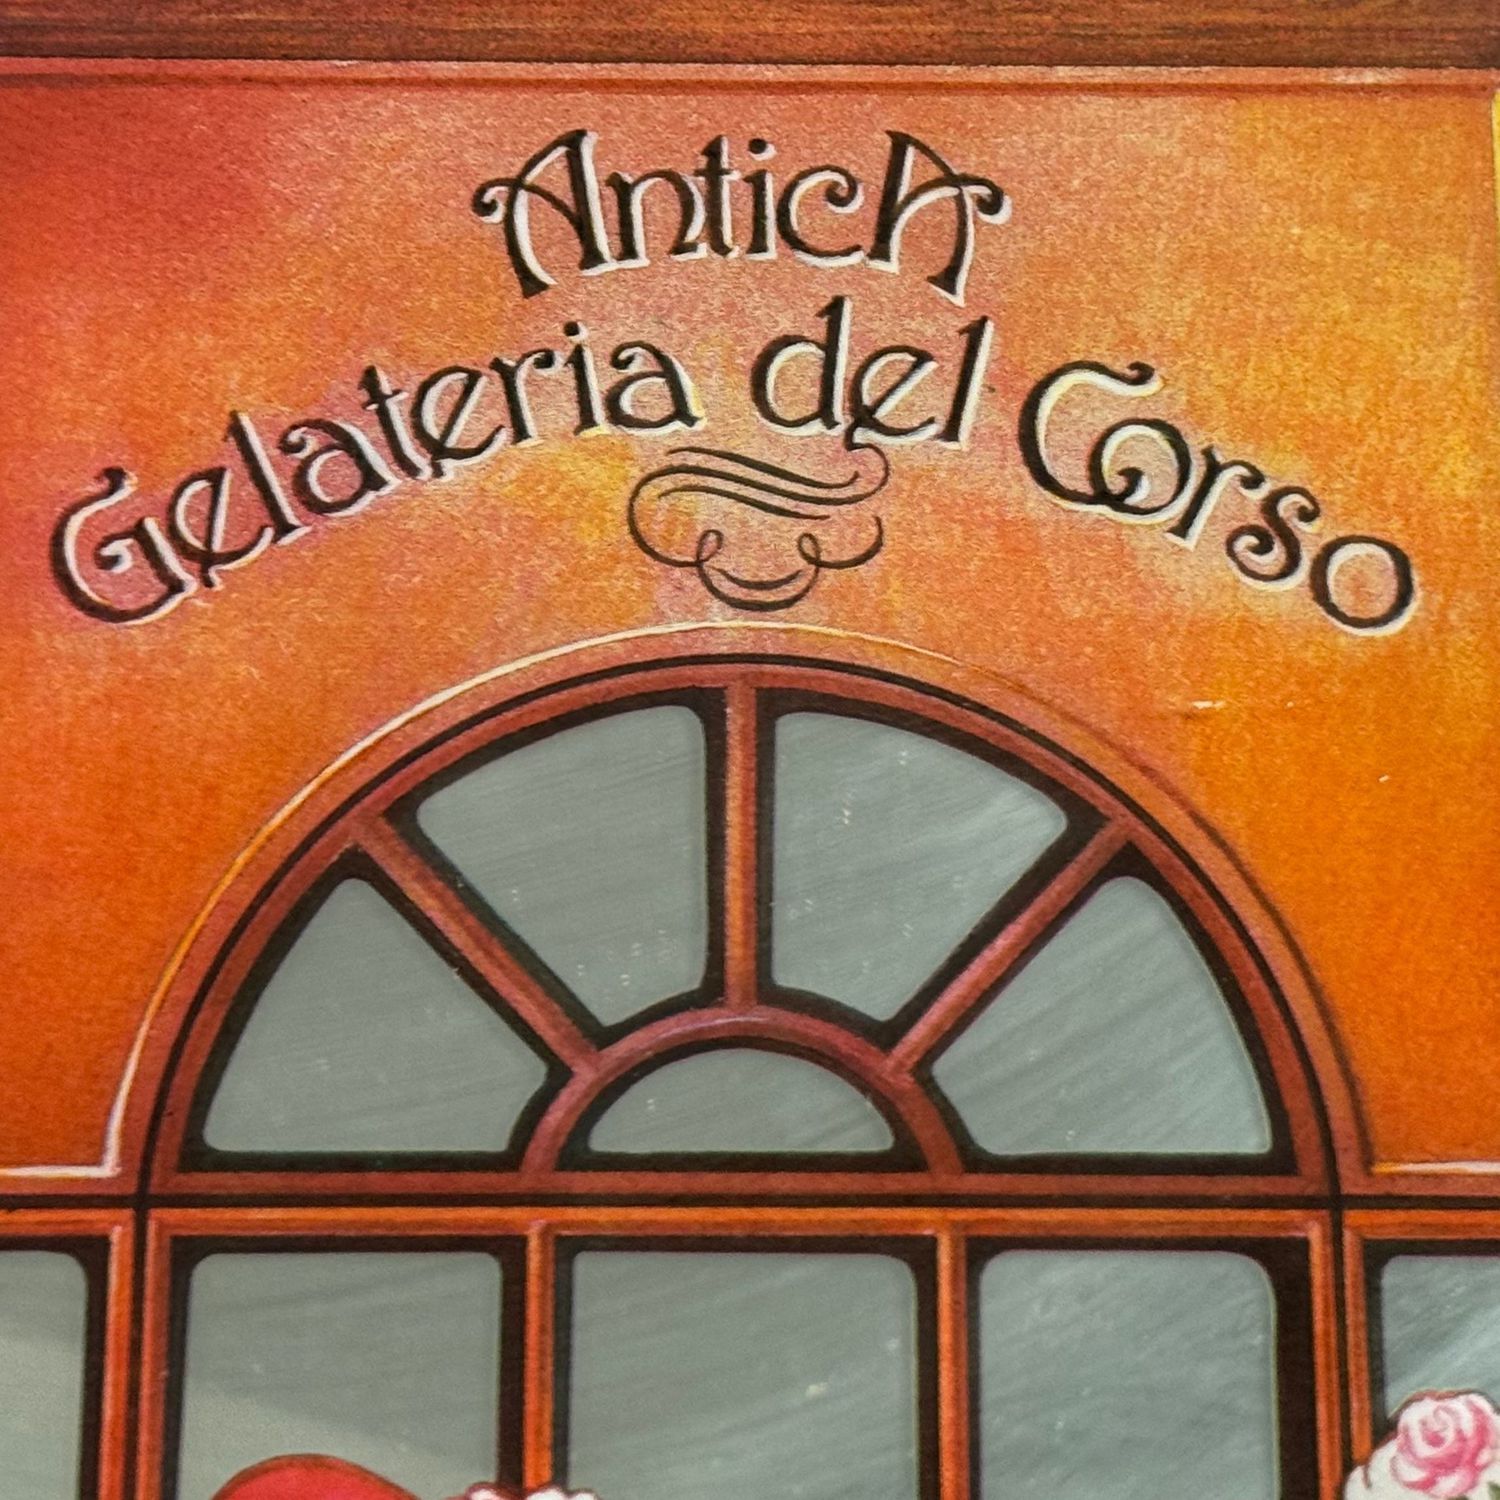 Antica
Gelateria del Corso